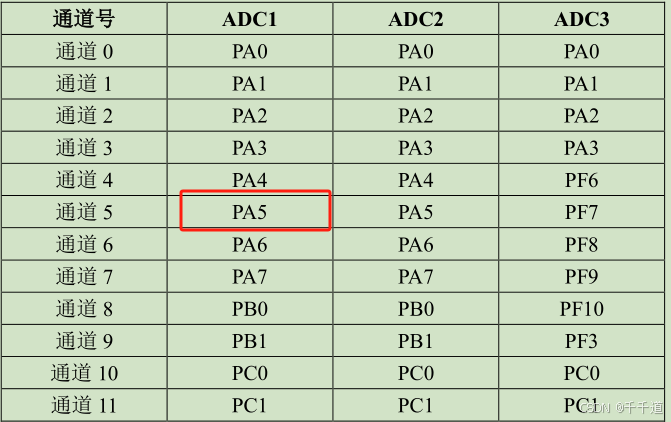 通道号 ADC1 ADC2 ADC3
通道 0 PA0 PA0 PA0
通道 1 PA1 PA1 PA1
通道 2 PA2 PA2 PA2
通道 3 PA3 PA3 PA3
通道 4 PA4 PA4 PF6
通道 5 PA5 PA5 PF7
通道 6 PA6 PA6 PF8
通道 7 PA7 PA7 PF9
通道 8 PB0 PB0 PF10
通道 9 PB1 PB1 PF3
通道 10 PC0 PC0 PC0
通道 11 PC1 PC1 PC1
CSDN @千千道